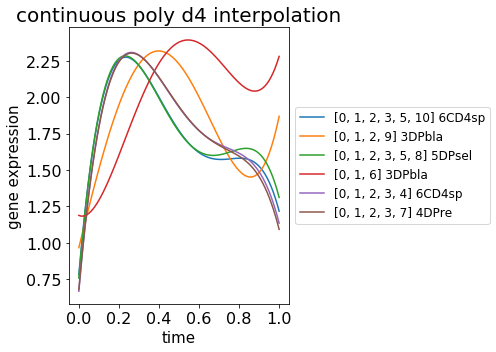 continuous poly d4 interpolation
gene expression
2.25
2.00
1.75
1.50
1.25
1.00
0.75
0.0 0.2 0.4 0.6 0.8 1.0
time
[0, 1, 2, 3, 5, 10] 6CD4sp
[0, 1, 2, 9] 3DPbla
[0, 1, 2, 3, 5, 8] 5DPsel
[0, 1, 6] 3DPbla
[0, 1, 2, 3, 4] 6CD4sp
[0, 1, 2, 3, 7] 4DPre